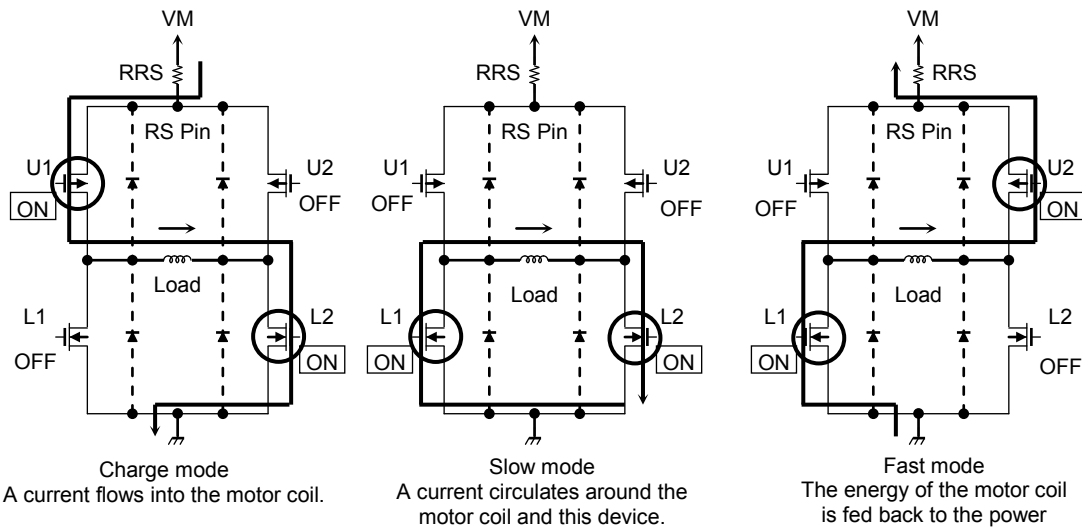 VM
RRS
RS Pin
U1
U2
ON
OFF
Load
L1
L2
OFF
ON
Charge mode
A current flows into the motor coil.
VM
RRS
RS Pin
U1
U2
OFF
OFF
Load
L1
L2
ON
ON
Slow mode
A current circulates around the
motor coil and this device.
VM
RRS
RS Pin
U1
U2
OFF
ON
Load
L1
L2
ON
OFF
Fast mode
The energy of the motor coil
is fed back to the power